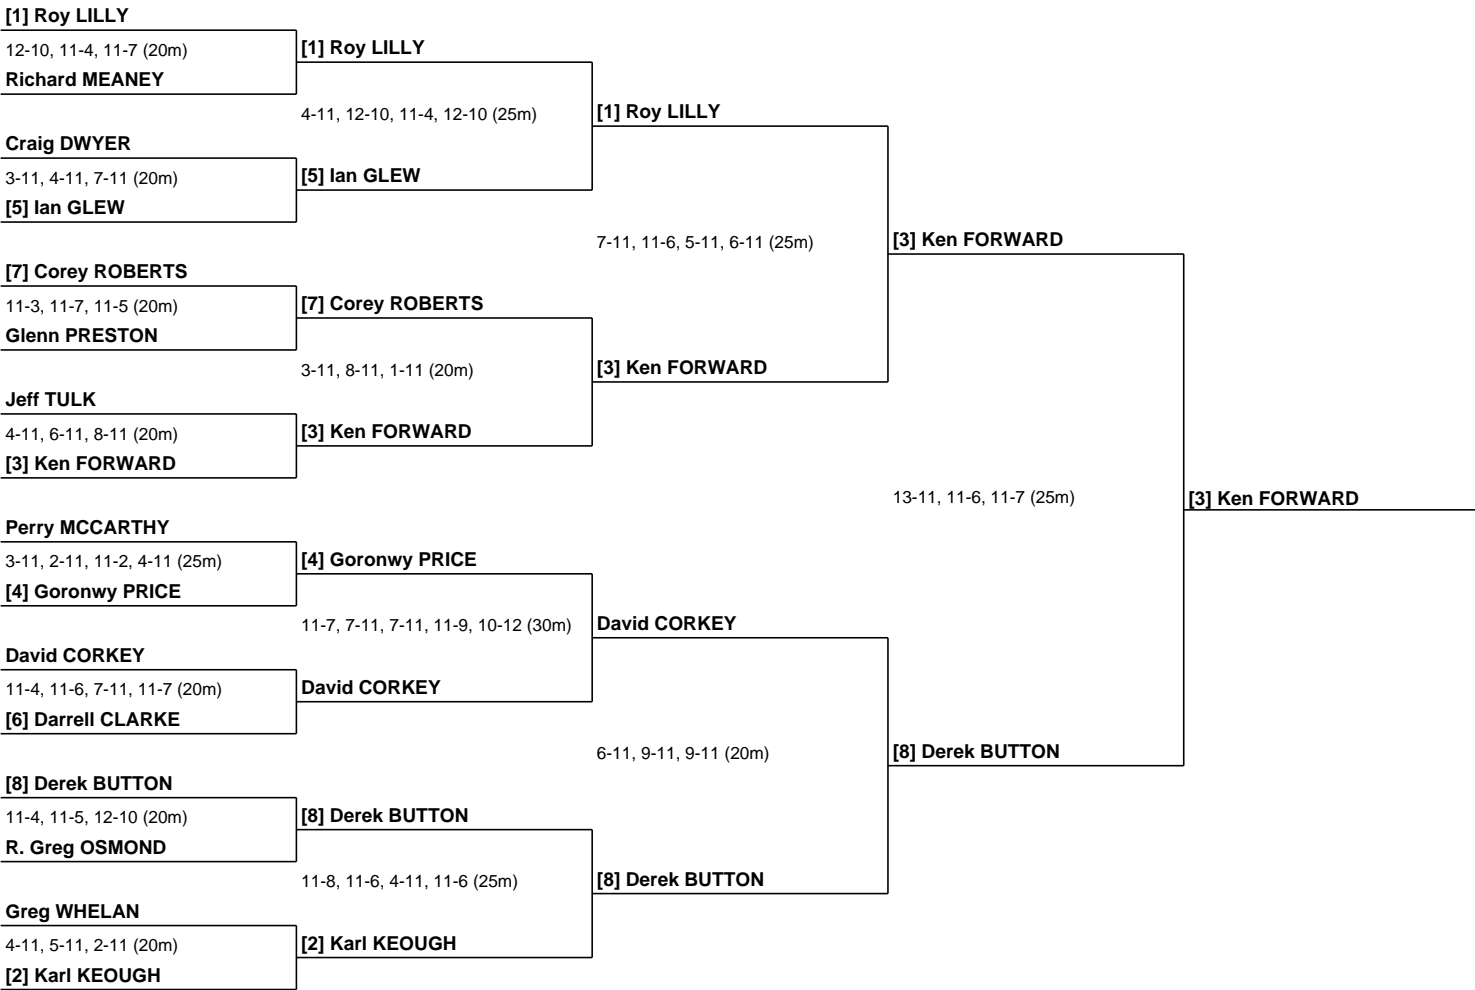 [1] Roy LILLY
12-10, 11-4, 11-7 (20m)
Richard MEANEY
Craig DWYER
3-11, 4-11, 7-11 (20m)
[5] Ian GLEW
[7] Corey ROBERTS
11-3, 11-7, 11-5 (20m)
Glenn PRESTON
Jeff TULK
4-11, 6-11, 8-11 (20m)
[3] Ken FORWARD
Perry MCCARTHY
3-11, 2-11, 11-2, 4-11 (25m)
[4] Goronwy PRICE
David CORKEY
11-4, 11-6, 7-11, 11-7 (20m)
[6] Darrell CLARKE
[8] Derek BUTTON
11-4, 11-5, 12-10 (20m)
R. Greg OSMOND
Greg WHELAN
4-11, 5-11, 2-11 (20m)
[2] Karl KEOUGH
[1] Roy LILLY
4-11, 12-10, 11-4, 12-10 (25m)
[5] Ian GLEW
[7] Corey ROBERTS
3-11, 8-11, 1-11 (20m)
[3] Ken FORWARD
[4] Goronwy PRICE
11-7, 7-11, 7-11, 11-9, 10-12 (30m)
David CORKEY
[8] Derek BUTTON
11-8, 11-6, 4-11, 11-6 (25m)
[2] Karl KEOUGH
[1] Roy LILLY
7-11, 11-6, 5-11, 6-11 (25m)
[3] Ken FORWARD
David CORKEY
6-11, 9-11, 9-11 (20m)
[8] Derek BUTTON
[3] Ken FORWARD
13-11, 11-6, 11-7 (25m)
[8] Derek BUTTON
[3] Ken FORWARD